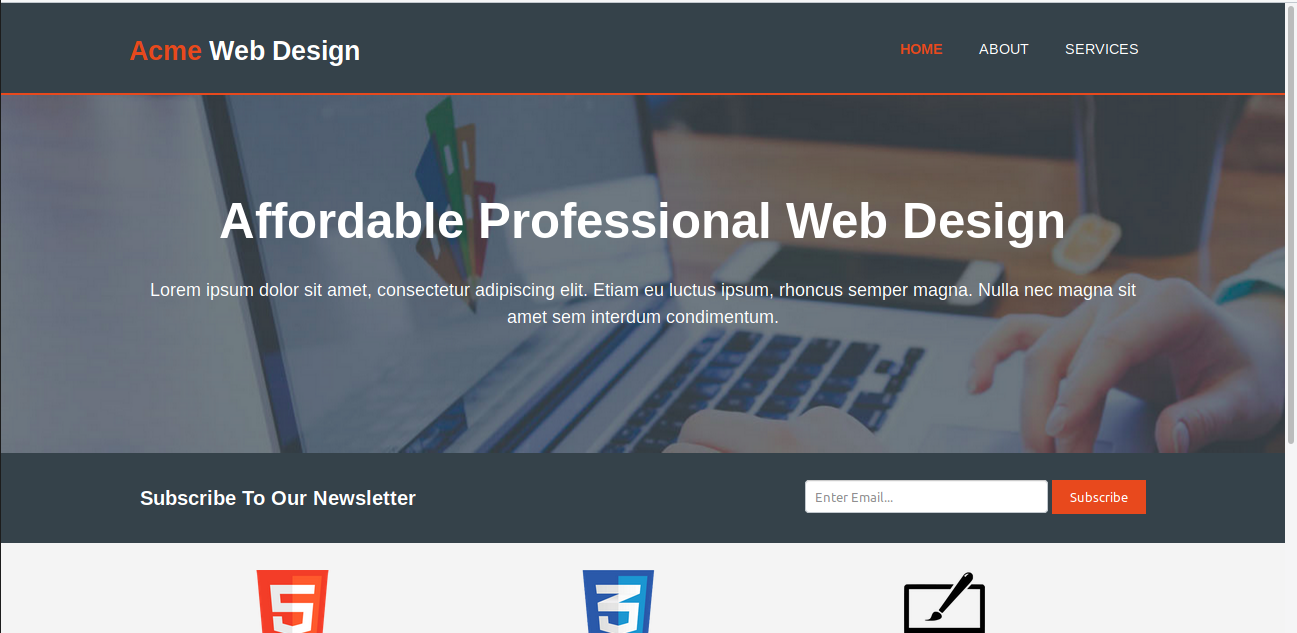 Acme Web Design
HOME ABOUT SERVICES
Affordable Professional Web Design
Lorem ipsum dolor sit amet, consectetur adipiscing elit. Etiam eu luctus ipsum, rhoncus semper magna. Nulla nec magna sit
amet sem interdum condimentum.
Subscribe To Our Newsletter
Enter Email...
Subscribe